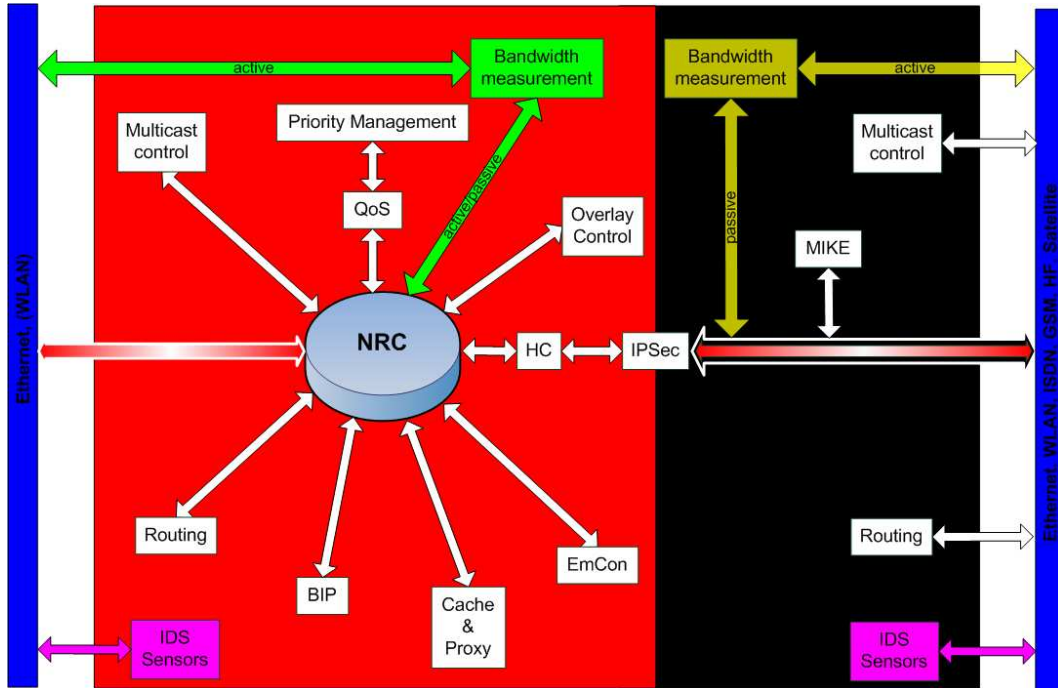 Ethernet, (WLAN)
active
Bandwidth
measurement
Multicast
control
Priority Management
QoS
active/passive
Overlay
Control
NRC
HC
IPSec
Routing
BIP
Cache
&
Proxy
EmCon
IDS
Sensors
Bandwidth
measurement
active
passive
Multicast
control
MIKE
Routing
IDS
Sensors
Ethernet, WLAN, ISDN, GSM, HF, Satellite